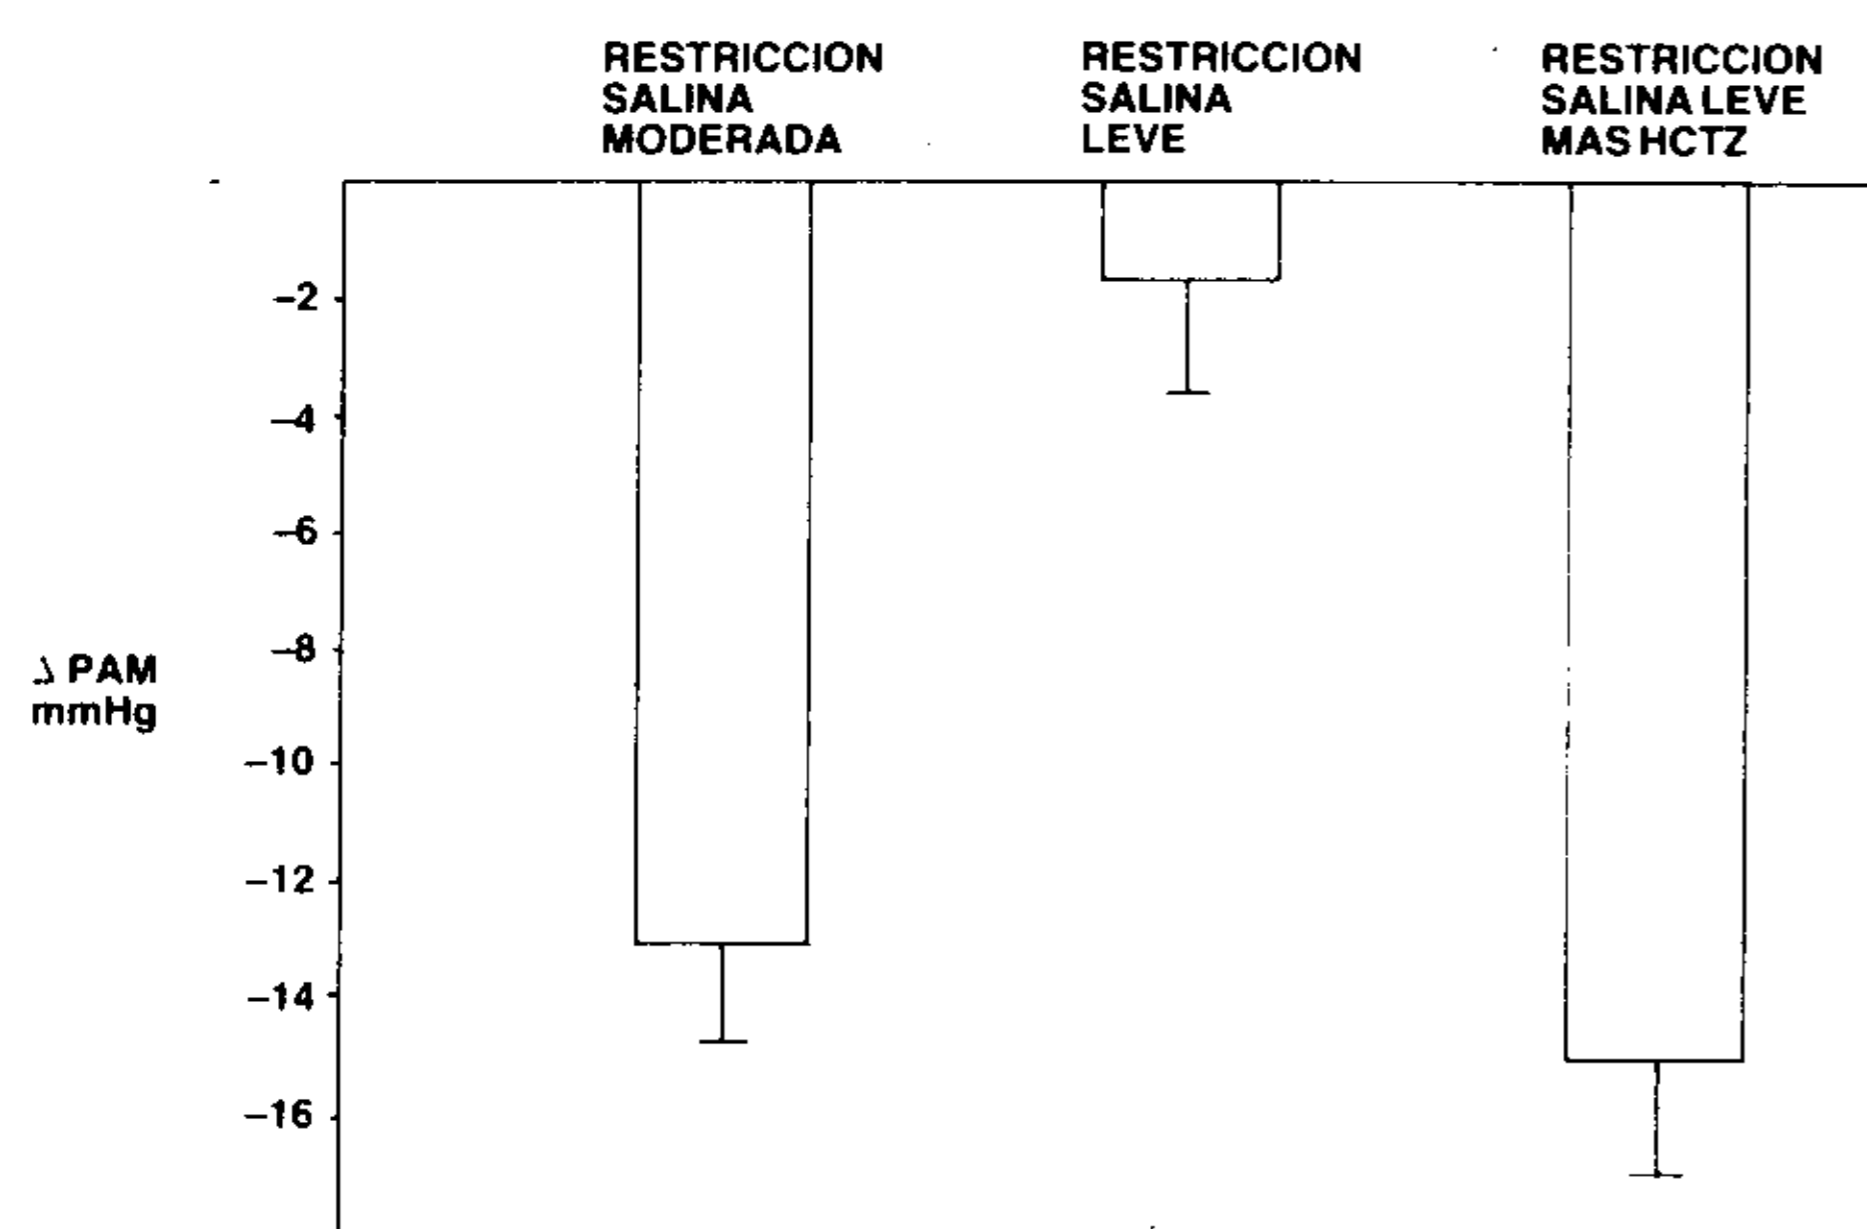 RESTRICCION
SALINA
MODERADA
RESTRICCION
SALINA
LEVE
RESTRICCION
SALINA LEVE
MAS HCTZ
–2
–4
–6
–8
Δ PAM
mmHg
–10
–12
–14
–16